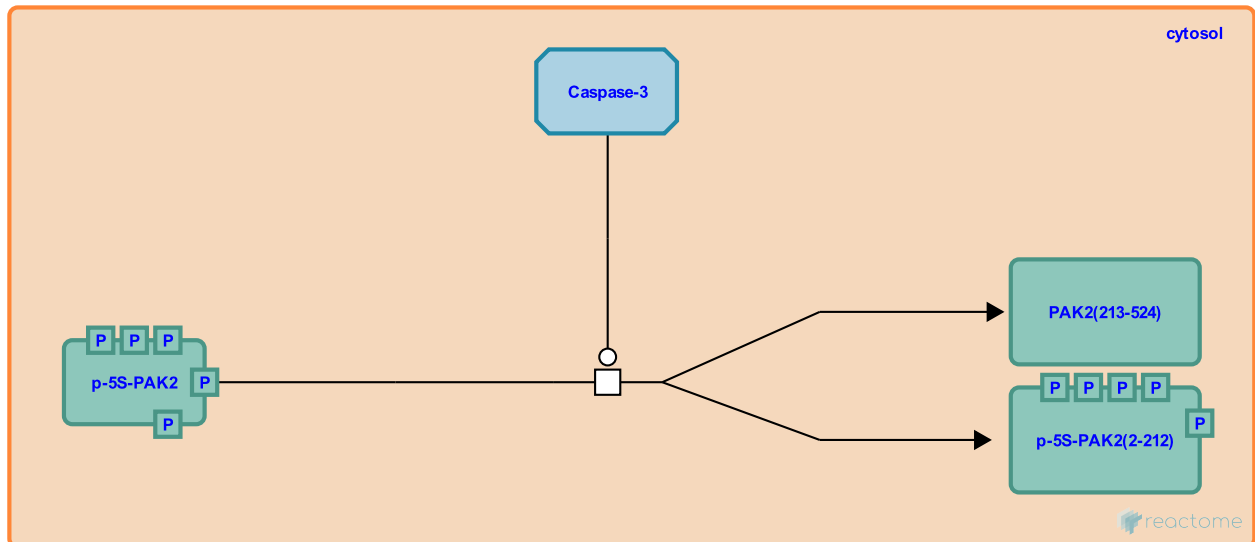 cytosol
Caspase-3
PAK2(213-524)
P P P
p-5S-PAK2 P
P
P P P P
P
p-5S-PAK2(2-212)
reactome